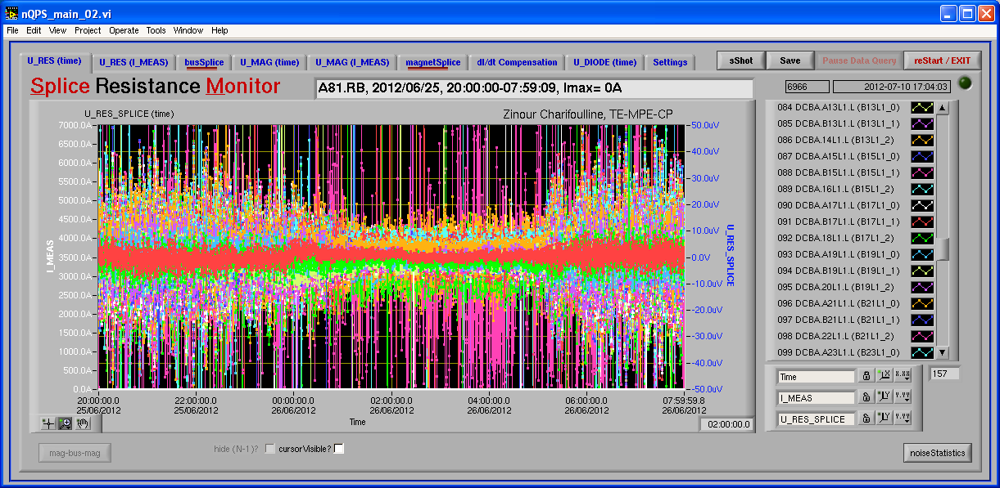 nQPS_main_02.vi
File Edit View Project Operate Tools Window Help
U_RES (time) U_RES (I_MEAS) busSplice U_MAG (time) U_MAG (I_MEAS) magnetSplice dI/dt Compensation U_DIODE (time) Settings sShot Save Pause Data Query reStart / EXIT
Splice Resistance Monitor A81.RB, 2012/06/25, 20:00:00-07:59:09, Imax= 0A 6966 2012-07-10 17:04:03
U_RES_SPLICE (time) Zinour Charifoulline, TE-MPE-CP
7000.0A 50.0uV
6500.0A
6000.0A 40.0uV
5500.0A 30.0uV
5000.0A
4500.0A 20.0uV
4000.0A 10.0uV
3500.0A 0.0V
3000.0A -10.0uV
2500.0A
2000.0A -20.0uV
1500.0A -30.0uV
1000.0A -40.0uV
500.0A
0.0A -50.0uV
I_MEAS
U_RES_SPLICE
20:00:00.0 22:00:00.0 00:00:00.0 02:00:00.0 04:00:00.0 06:00:00.0 07:59:59.8
25/06/2012 25/06/2012 26/06/2012 26/06/2012 26/06/2012 26/06/2012 26/06/2012
Time
02:00:00.0
084 DCBA.A13L1.L (B13L1_0)
085 DCBA.B13L1.L (B13L1_1)
086 DCBA.14L1.L (B13L1_2)
087 DCBA.A15L1.L (B15L1_0)
088 DCBA.B15L1.L (B15L1_1)
089 DCBA.16L1.L (B15L1_2)
090 DCBA.A17L1.L (B17L1_0)
091 DCBA.B17L1.L (B17L1_1)
092 DCBA.18L1.L (B17L1_2)
093 DCBA.A19L1.L (B19L1_0)
094 DCBA.B19L1.L (B19L1_1)
095 DCBA.20L1.L (B19L1_2)
096 DCBA.A21L1.L (B21L1_0)
097 DCBA.B21L1.L (B21L1_1)
098 DCBA.22L1.L (B21L1_2)
099 DCBA.A23L1.L (B23L1_0)
157
Time X X.XX
I_MEAS Y Y.YY
U_RES_SPLICE Y Y.YY
mag-bus-mag hide (N-1)? cursorVisible? noiseStatistics